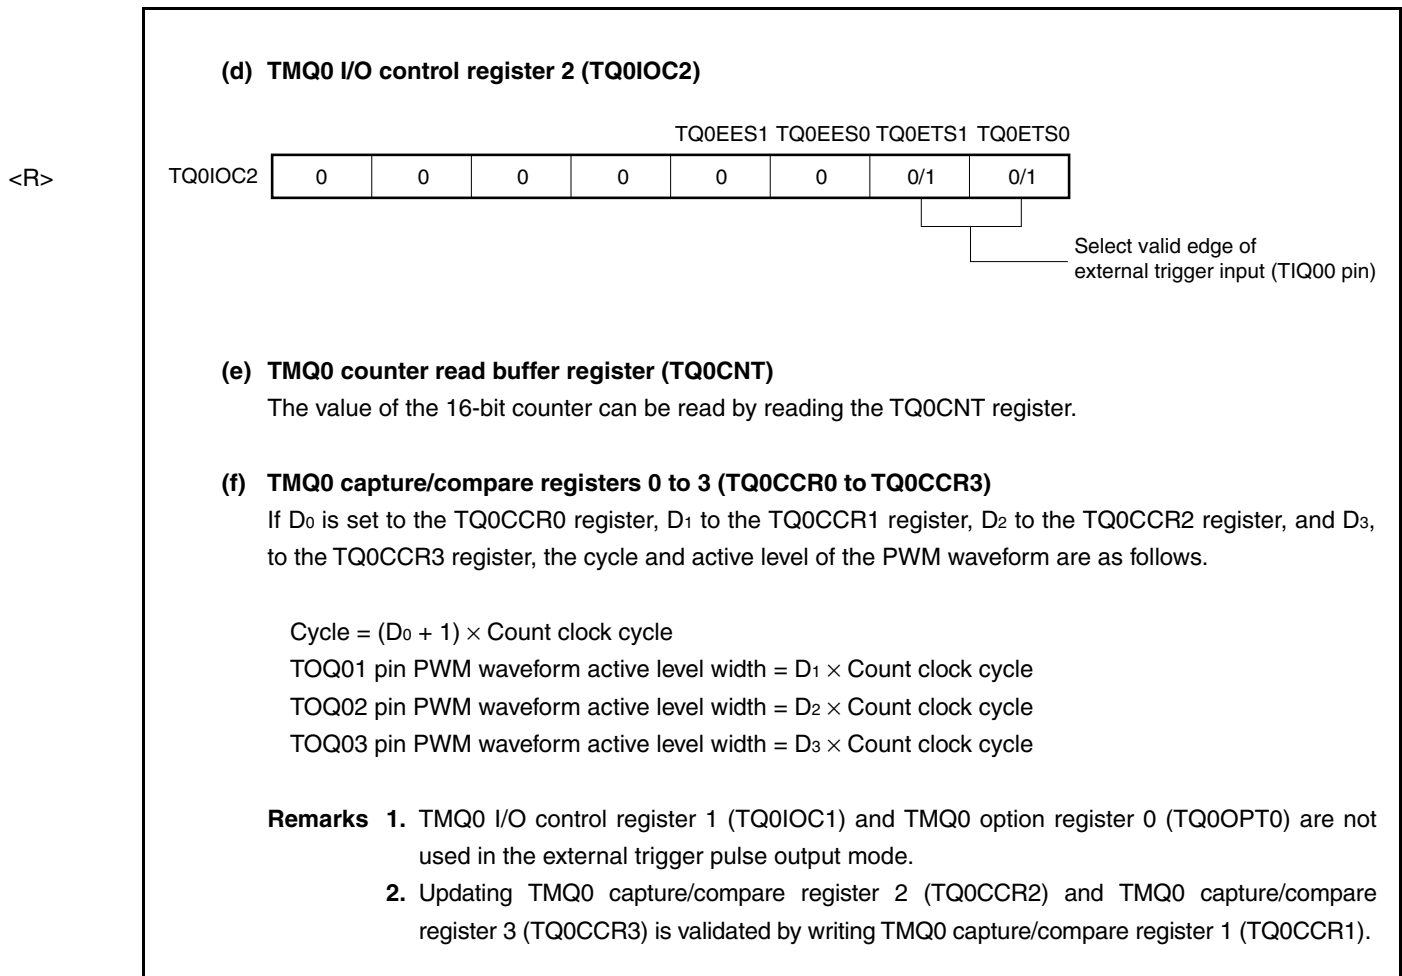 (d) TMQ0 I/O control register 2 (TQ0IOC2)
TQ0EES1 TQ0EES0 TQ0ETS1 TQ0ETS0
<R> TQ0IOC2 0 0 0 0 0 0 0/1 0/1
Select valid edge of
external trigger input (TIQ00 pin)
(e) TMQ0 counter read buffer register (TQ0CNT)
The value of the 16-bit counter can be read by reading the TQ0CNT register.
(f) TMQ0 capture/compare registers 0 to 3 (TQ0CCR0 to TQ0CCR3)
If D0 is set to the TQ0CCR0 register, D1 to the TQ0CCR1 register, D2 to the TQ0CCR2 register, and D3,
to the TQ0CCR3 register, the cycle and active level of the PWM waveform are as follows.
Cycle = (D0 + 1) × Count clock cycle
TOQ01 pin PWM waveform active level width = D1 × Count clock cycle
TOQ02 pin PWM waveform active level width = D2 × Count clock cycle
TOQ03 pin PWM waveform active level width = D3 × Count clock cycle
Remarks 1. TMQ0 I/O control register 1 (TQ0IOC1) and TMQ0 option register 0 (TQ0OPT0) are not
used in the external trigger pulse output mode.
2. Updating TMQ0 capture/compare register 2 (TQ0CCR2) and TMQ0 capture/compare
register 3 (TQ0CCR3) is validated by writing TMQ0 capture/compare register 1 (TQ0CCR1).